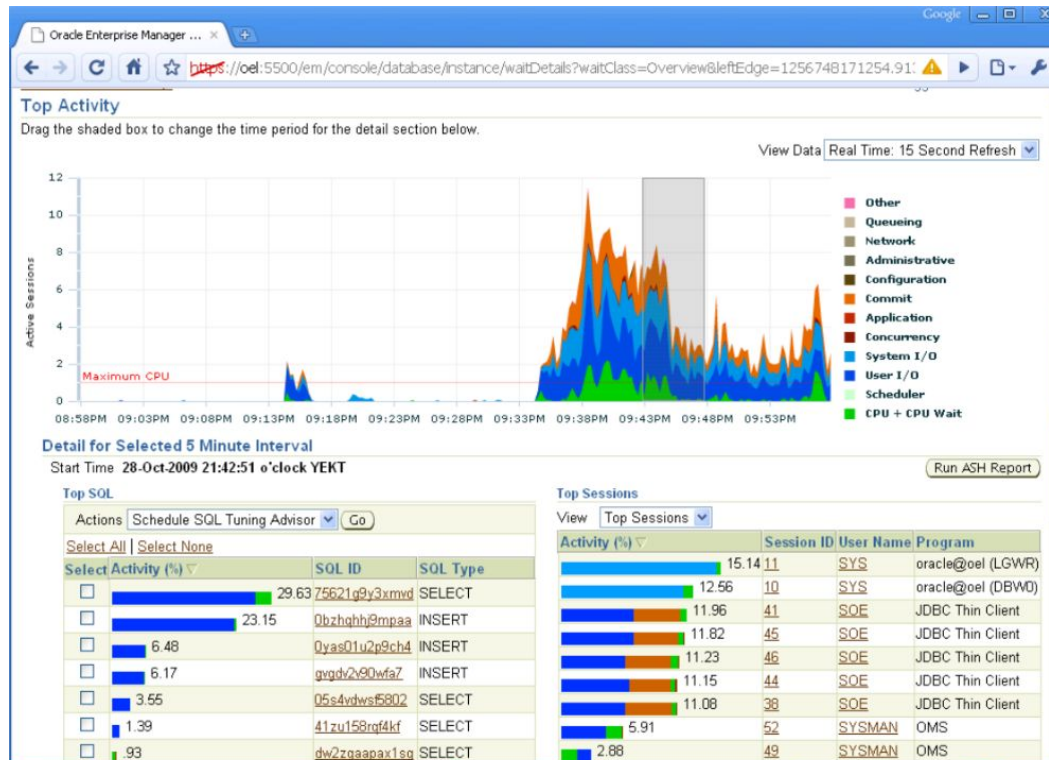 Google
Oracle Enterprise Manager ...
https://oel:5500/em/console/database/instance/waitDetails?waitClass=Overview&leftEdge=1256748171254.91
Top Activity
Drag the shaded box to change the time period for the detail section below.
View Data Real Time: 15 Second Refresh
12
10
8
6
4
2
0
Active Sessions
Maximum CPU
08:58PM 09:03PM 09:08PM 09:13PM 09:18PM 09:23PM 09:28PM 09:33PM 09:38PM 09:43PM 09:48PM 09:53PM
Other
Queueing
Network
Administrative
Configuration
Commit
Application
Concurrency
System I/O
User I/O
Scheduler
CPU + CPU Wait
Detail for Selected 5 Minute Interval
Start Time 28-Oct-2009 21:42:51 o'clock YEKT
Run ASH Report
Top SQL
Actions Schedule SQL Tuning Advisor Go
Select All | Select None
Select Activity (%) SQL ID SQL Type
29.63 75621g9y3xmvd SELECT
23.15 0bzhqhhj9mpaa INSERT
6.48 0yas01u2p9ch4 INSERT
6.17 gvgdv2v90wfa7 INSERT
3.55 05s4vdwsf5802 SELECT
1.39 41zu158rqf4kf SELECT
.93 dw2zgaapax1sg SELECT
Top Sessions
View Top Sessions
Activity (%) Session ID User Name Program
15.14 11 SYS oracle@oel (LGWR)
12.56 10 SYS oracle@oel (DBW0)
11.96 41 SOE JDBC Thin Client
11.82 45 SOE JDBC Thin Client
11.23 46 SOE JDBC Thin Client
11.15 44 SOE JDBC Thin Client
11.08 38 SOE JDBC Thin Client
5.91 52 SYSMAN OMS
2.88 49 SYSMAN OMS